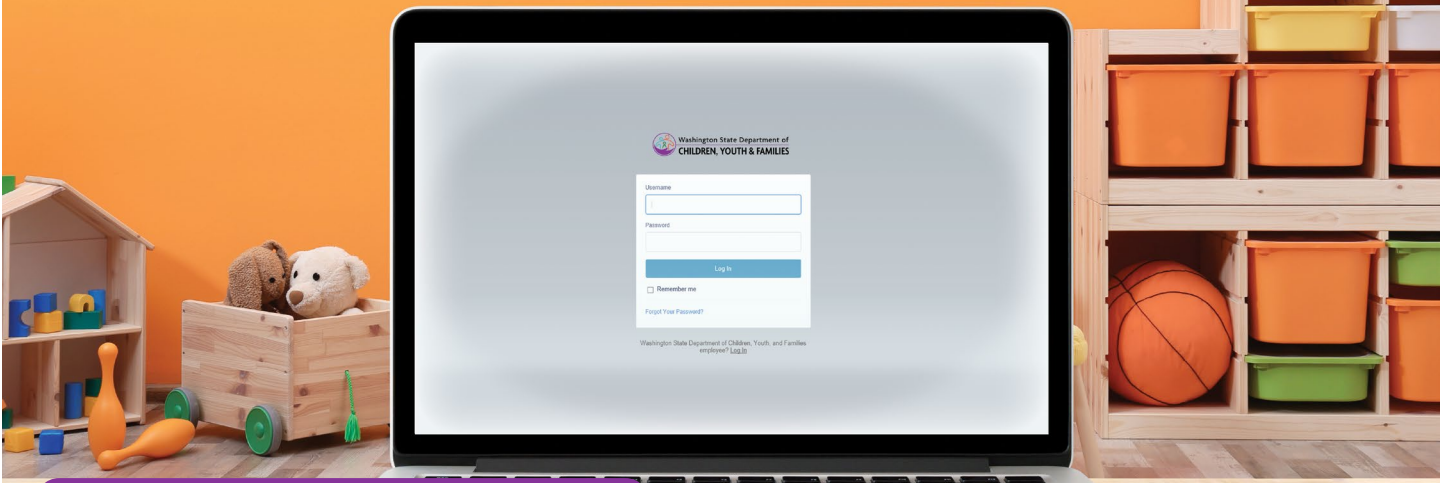 Washington State Department of
CHILDREN, YOUTH & FAMILIES
Username
Password
Log In
Remember me
Forgot Your Password?
Washington State Department of Children, Youth, and Families
employee? Log In